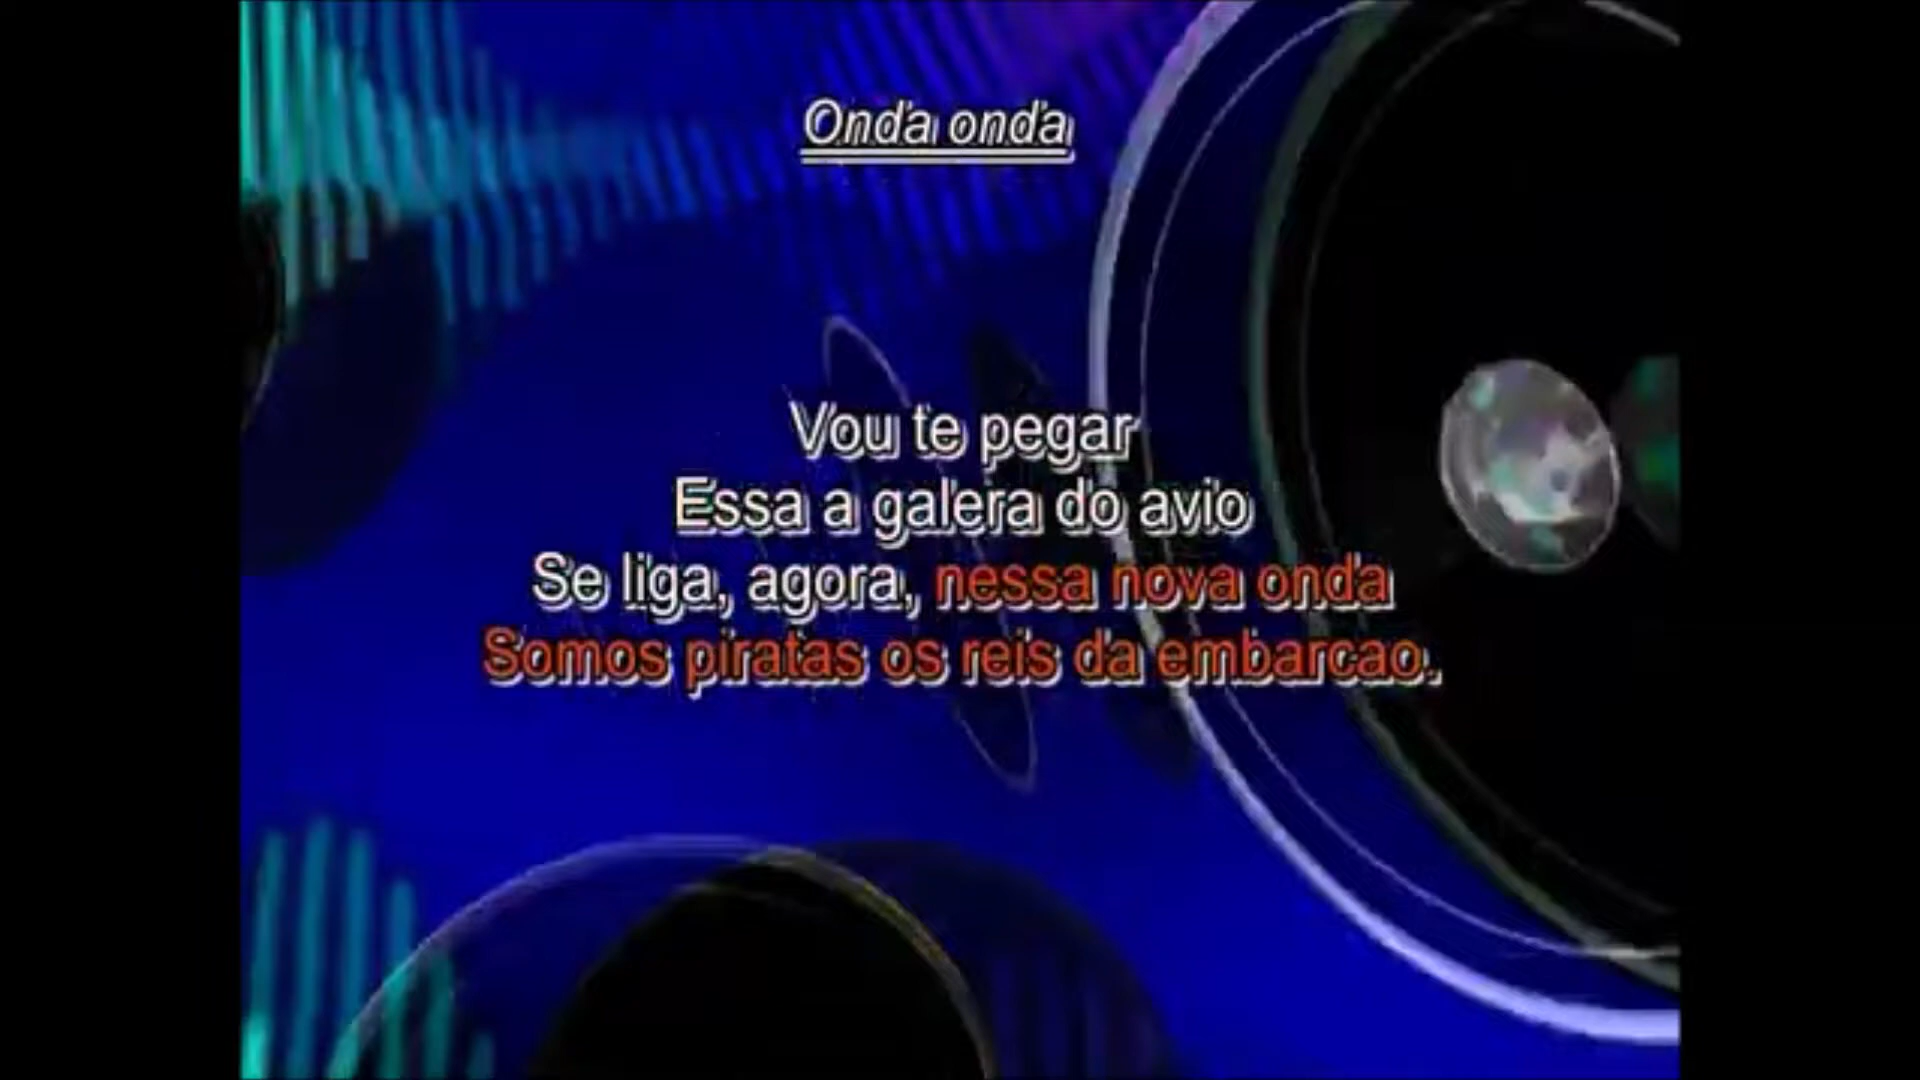 Onda onda
Vou te pegar
Essa a galera do avio
Se liga, agora, nessa nova onda
Somos piratas os reis da embarcao.